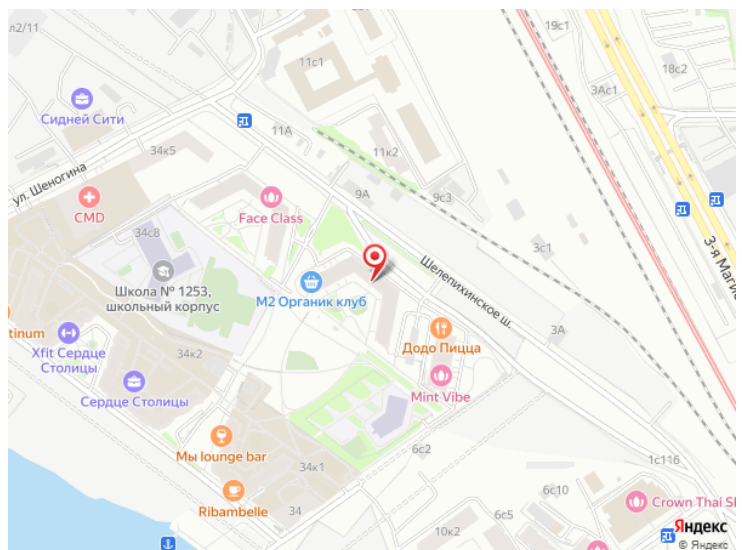 л2/11
11с1
19с1
18с2
3Ас1
Сидней Сити
11А
34к5
11к2
ул. Шеногина
9А
9с3
CMD
Face Class
34с8
3с1
3-я Маги
Шелепихинское ш.
Школа № 1253,
школьный корпус
М2 Органик клуб
3А
tinum
Xfit Сердце
Столицы
34к2
Додо Пицца
Сердце Столицы
Mint Vibe
Мы lounge bar
6с2
34к1
1с116
Ribambelle
34
6с10
6с5
10к2
Crown Thai S
Яндекс
© Яндекс